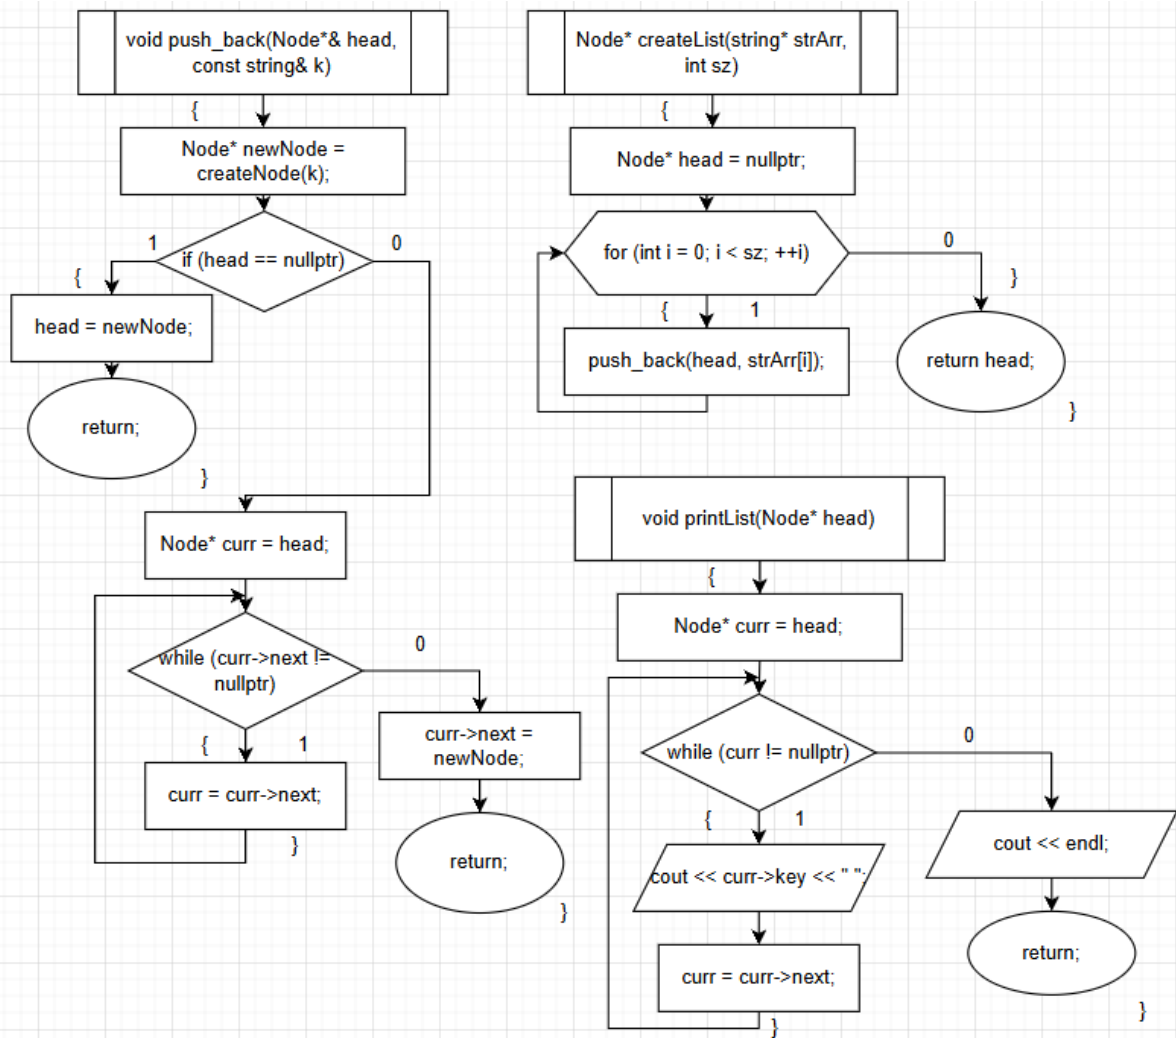 void push_back(Node*& head,
const string& k)
{
Node* newNode =
createNode(k);
if (head == nullptr)
1
0
{
head = newNode;
return;
}
Node* curr = head;
while (curr->next !=
nullptr)
0
{
1
curr = curr->next;
}
curr->next =
newNode;
return;
}
Node* createList(string* strArr,
int sz)
{
Node* head = nullptr;
for (int i = 0; i < sz; ++i)
0
}
{
1
push_back(head, strArr[i]);
return head;
}
void printList(Node* head)
{
Node* curr = head;
while (curr != nullptr)
0
{
1
cout << curr->key << " ";
curr = curr->next;
}
cout << endl;
return;
}